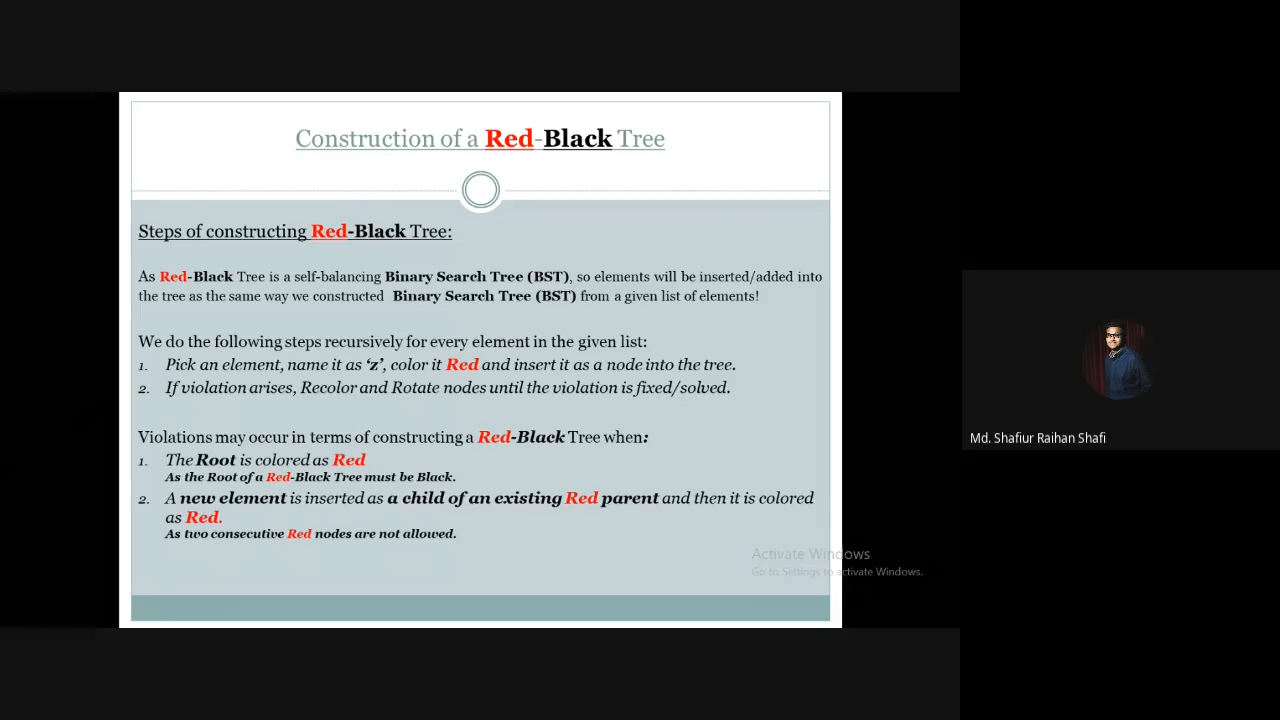 Construction of a Red-Black Tree
Steps of constructing Red-Black Tree:
As Red-Black Tree is a self-balancing Binary Search Tree (BST), so elements will be inserted/added into
the tree as the same way we constructed Binary Search Tree (BST) from a given list of elements!
We do the following steps recursively for every element in the given list:
1. Pick an element, name it as ‘z’, color it Red and insert it as a node into the tree.
2. If violation arises, Recolor and Rotate nodes until the violation is fixed/solved.
Violations may occur in terms of constructing a Red-Black Tree when:
1. The Root is colored as Red
As the Root of a Red-Black Tree must be Black.
2. A new element is inserted as a child of an existing Red parent and then it is colored
as Red.
As two consecutive Red nodes are not allowed.
Activate Windows
Go to Settings to activate Windows.
Md. Shafiur Raihan Shafi